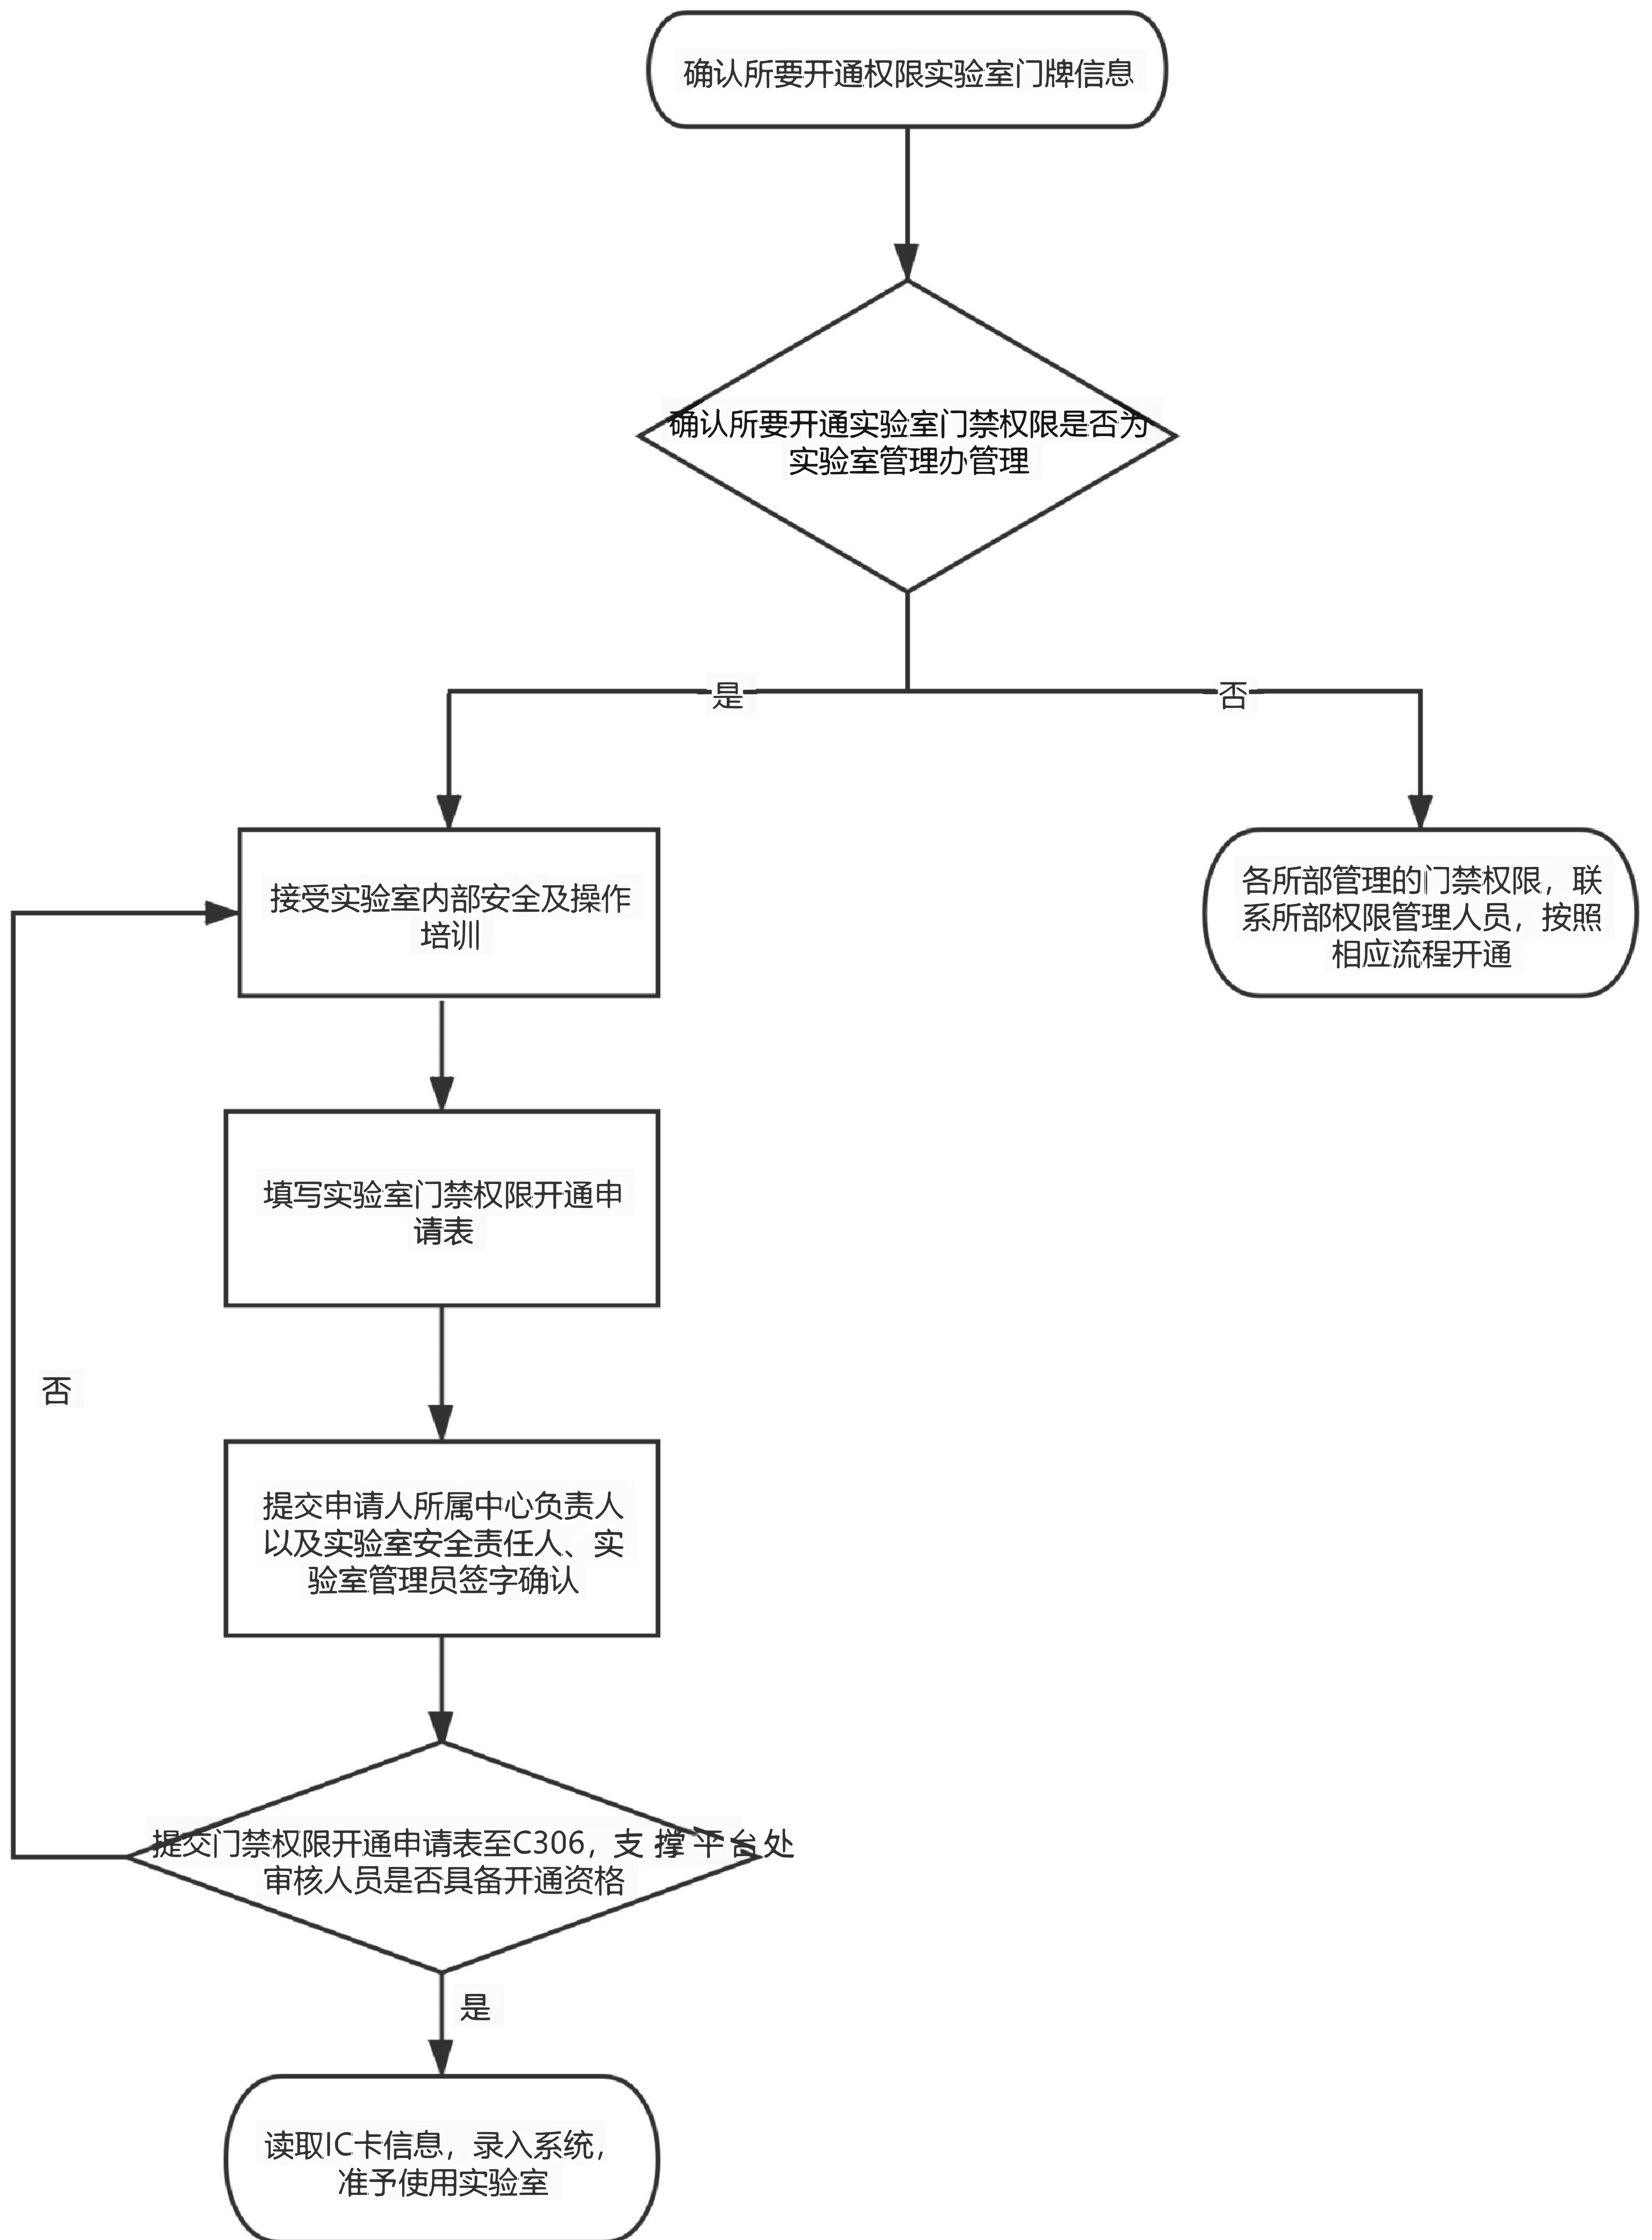 确认所要开通权限实验室门牌信息
确认所要开通实验室门禁权限是否为
实验室管理办管理
是
否
接受实验室内部安全及操作
培训
各所部管理的门禁权限，联
系所部权限管理人员，按照
相应流程开通
填写实验室门禁权限开通申
请表
否
提交申请人所属中心负责人
以及实验室安全责任人、实
验室管理员签字确认
提交门禁权限开通申请表至C306，支撑平台处
审核人员是否具备开通资格
是
读取IC卡信息，录入系统，
准予使用实验室